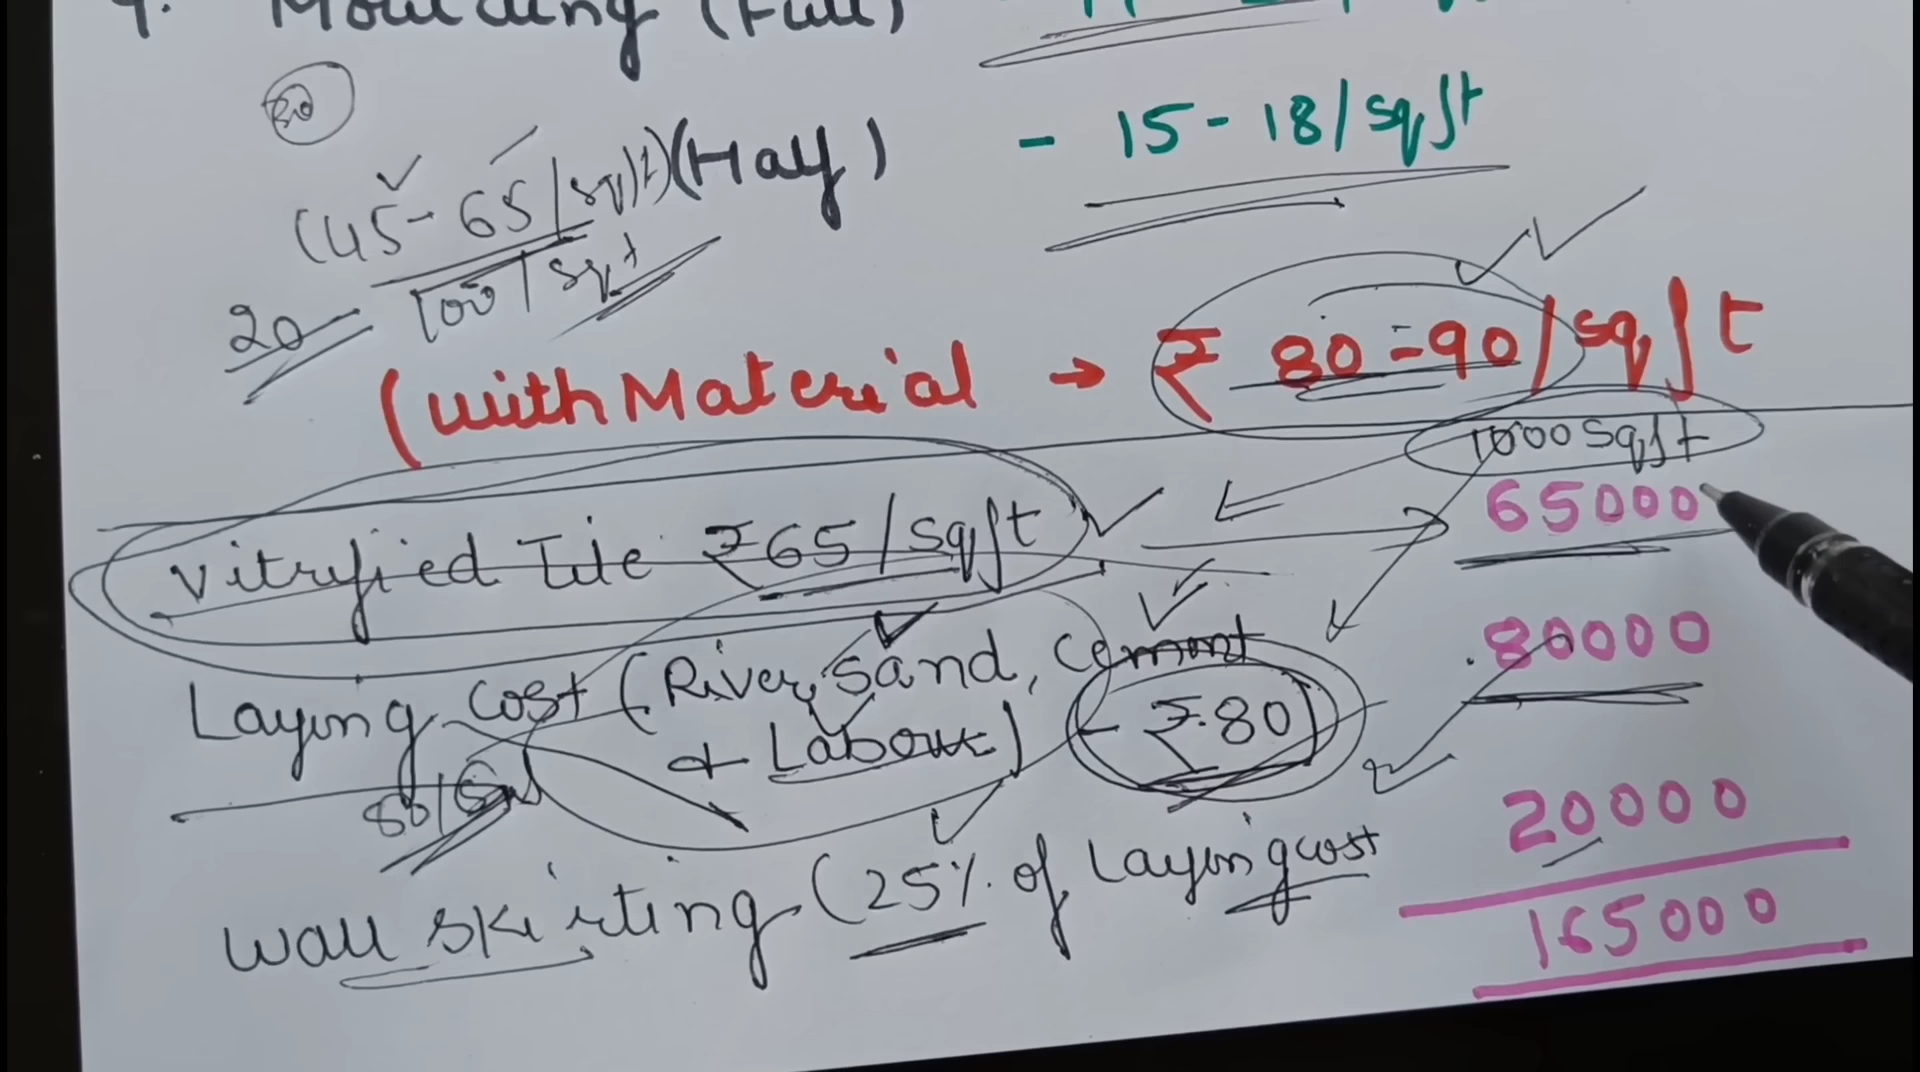 Moulding (Full)
30
(45-65/sqft) (Half) - 15-18/sqft
20 100/sqft
(with Material → ₹ 80-90/sqft
1000 Sqft
Vitrified Tile ₹65/Sqft 65000
Laying Cost (River Sand, Cement 80000
+ Labour) - ₹.80
80/
Wall skirting (25% of Laying cost 20000
165000